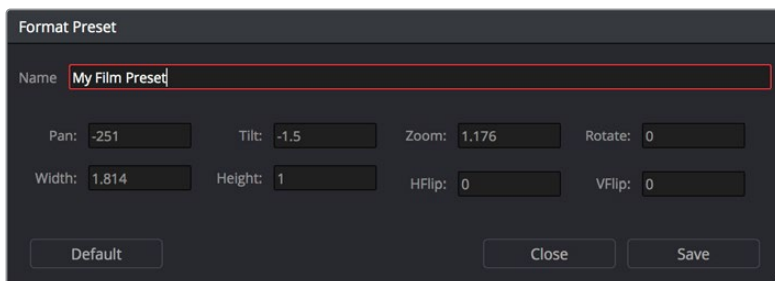 Format Preset
Name My Film Preset
Pan: -251 Tilt: -1.5 Zoom: 1.176 Rotate: 0
Width: 1.814 Height: 1 HFlip: 0 VFlip: 0
Default Close Save